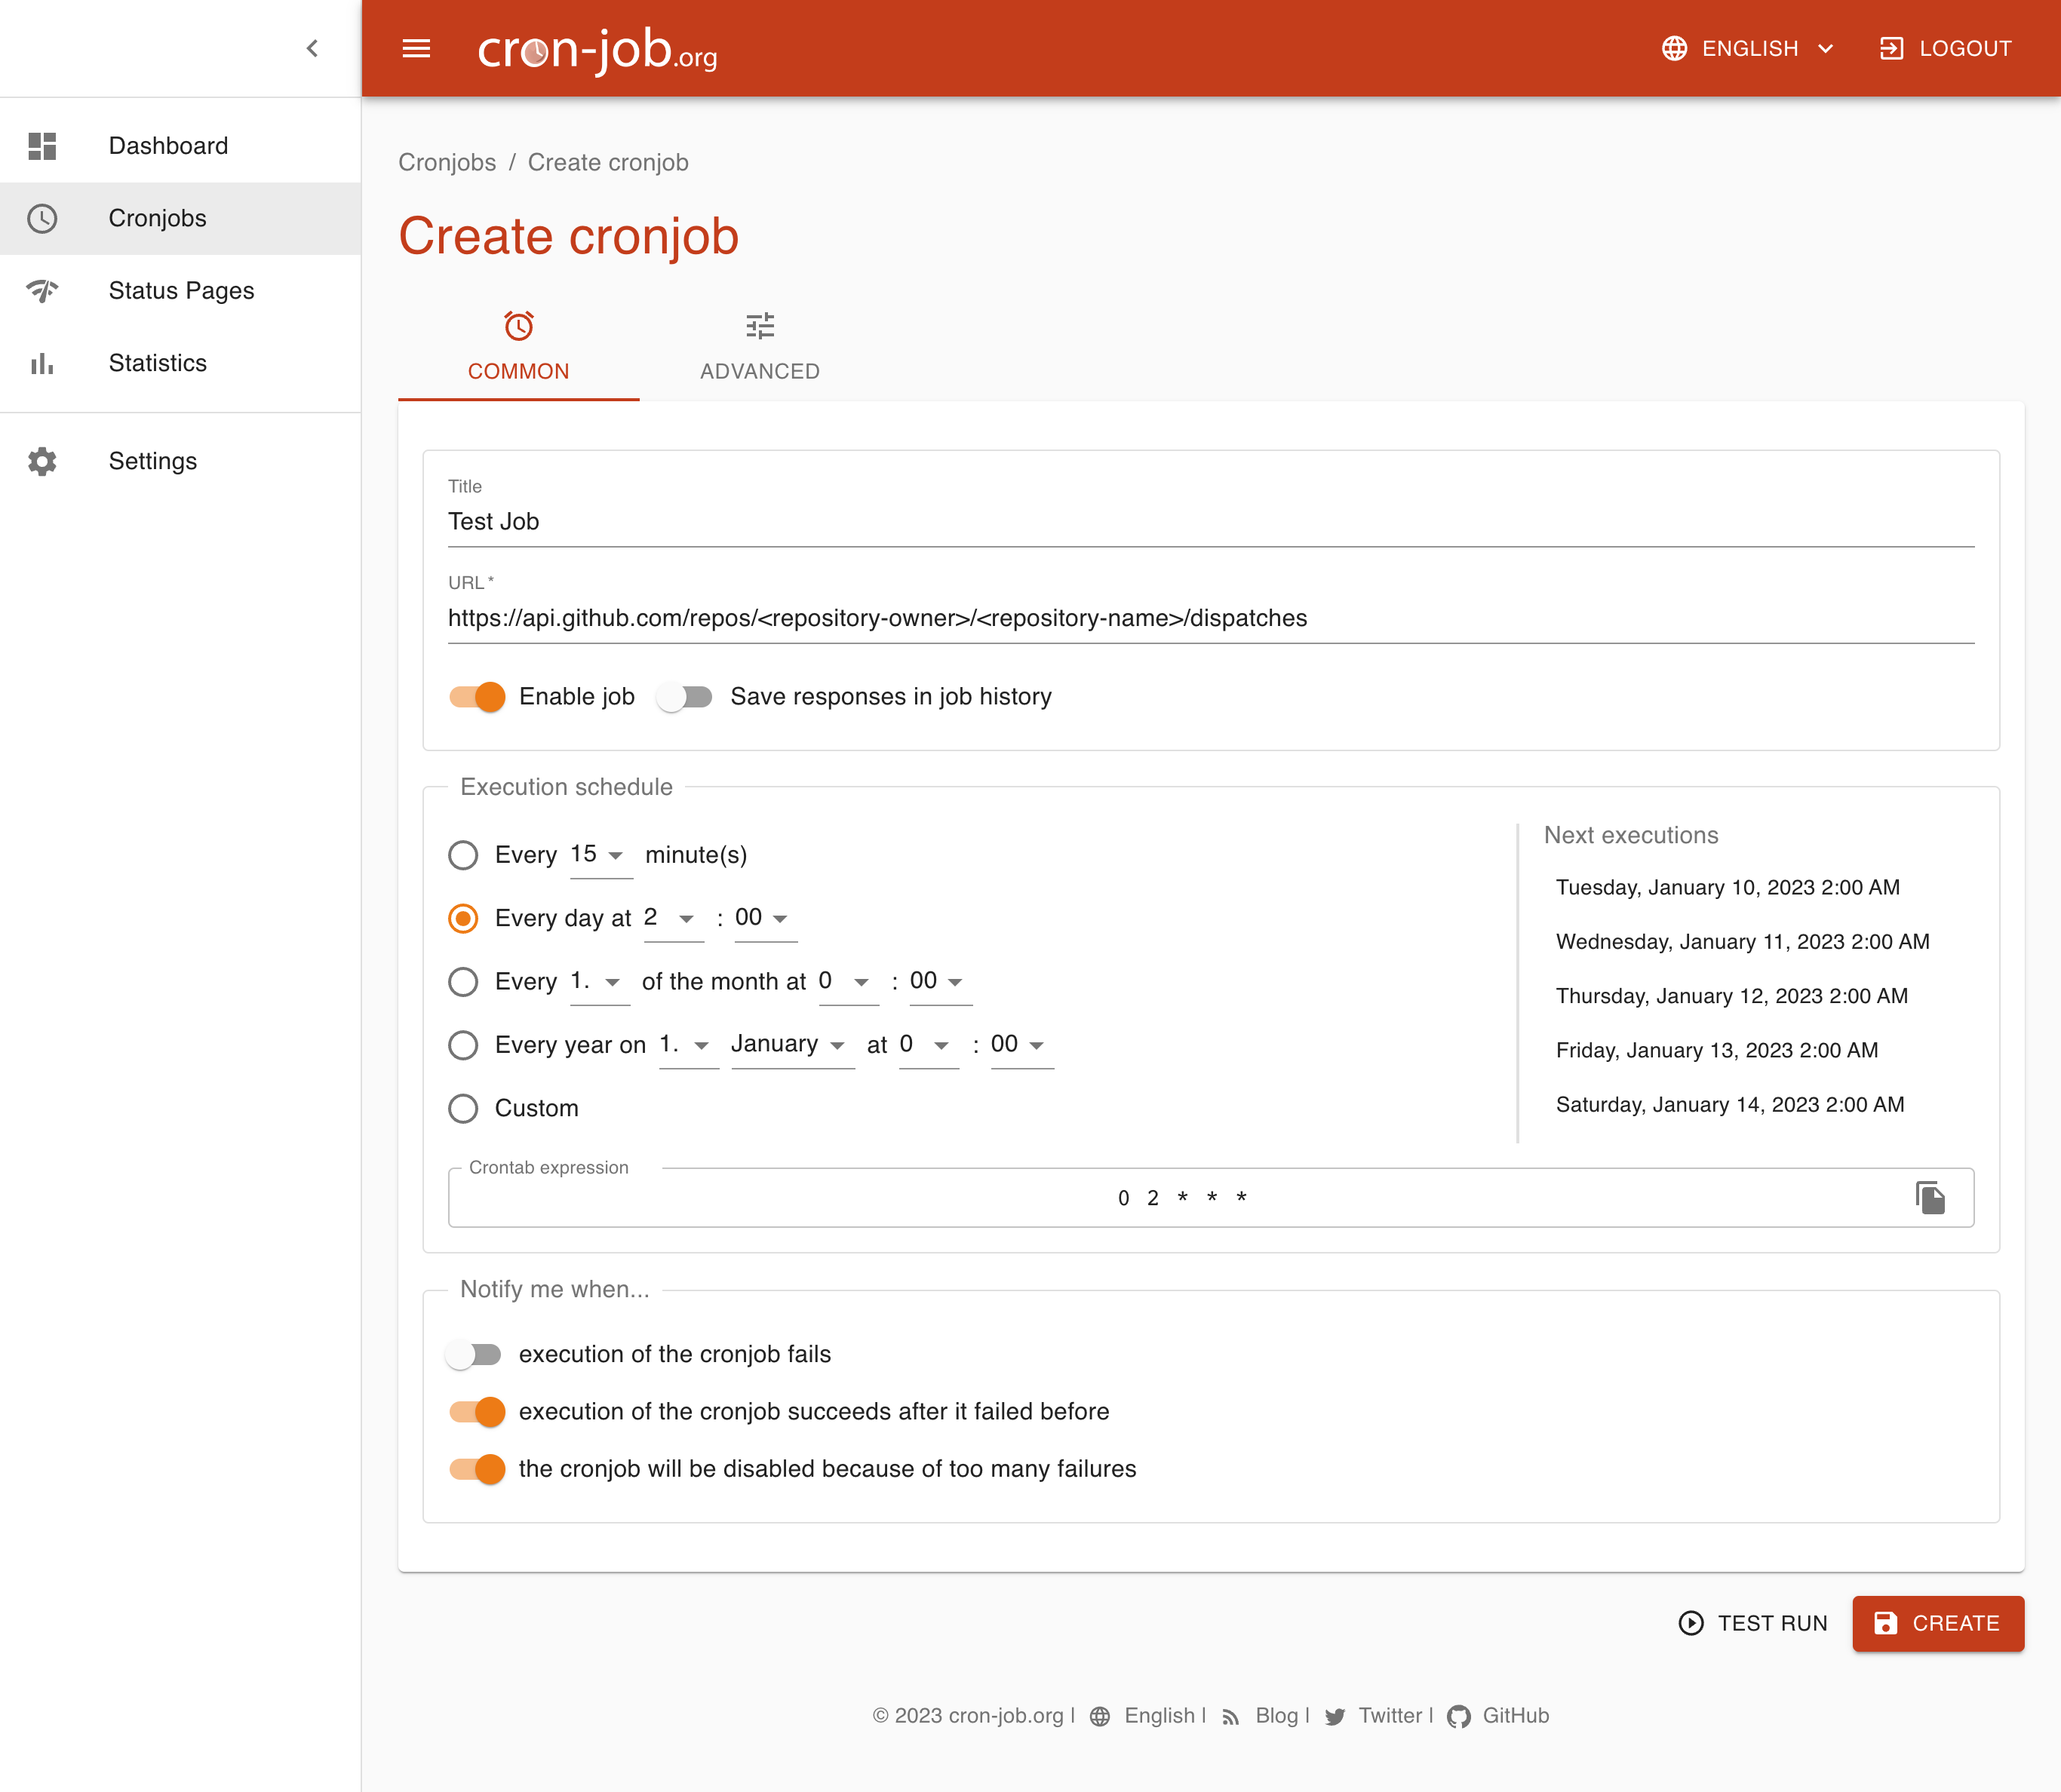 cron-job.org
ENGLISH
LOGOUT
Dashboard
Cronjobs
Status Pages
Statistics
Settings
Cronjobs / Create cronjob
Create cronjob
COMMON
ADVANCED
Title
Test Job
URL *
https://api.github.com/repos/<repository-owner>/<repository-name>/dispatches
Enable job
Save responses in job history
Execution schedule
Every 15 minute(s)
Every day at 2 : 00
Every 1. of the month at 0 : 00
Every year on 1. January at 0 : 00
Custom
Next executions
Tuesday, January 10, 2023 2:00 AM
Wednesday, January 11, 2023 2:00 AM
Thursday, January 12, 2023 2:00 AM
Friday, January 13, 2023 2:00 AM
Saturday, January 14, 2023 2:00 AM
Crontab expression
0 2 * * *
Notify me when...
execution of the cronjob fails
execution of the cronjob succeeds after it failed before
the cronjob will be disabled because of too many failures
TEST RUN
CREATE
© 2023 cron-job.org | English | Blog | Twitter | GitHub